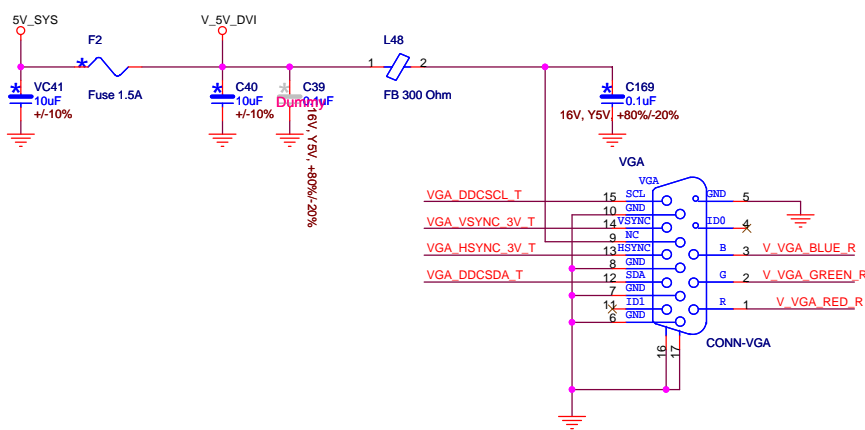 5V_SYS
V_5V_DVI
F2
L48
VC41
10uF
+/-10%
Fuse 1.5A
C40
10uF
+/-10%
C39
0.1uF
Dummy
16V, Y5V, +80%/-20%
1
2
FB 300 Ohm
C169
0.1uF
16V, Y5V, +80%/-20%
VGA
VGA
VGA_DDCSCL_T
15
SCL
GND
5
10
GND
VGA_VSYNC_3V_T
14
VSYNC
ID0
4
9
NC
VGA_HSYNC_3V_T
13
HSYNC
B
3
V_VGA_BLUE_R
8
GND
VGA_DDCSDA_T
12
SDA
G
2
V_VGA_GREEN_R
7
GND
11
ID1
R
1
V_VGA_RED_R
6
GND
16
17
CONN-VGA